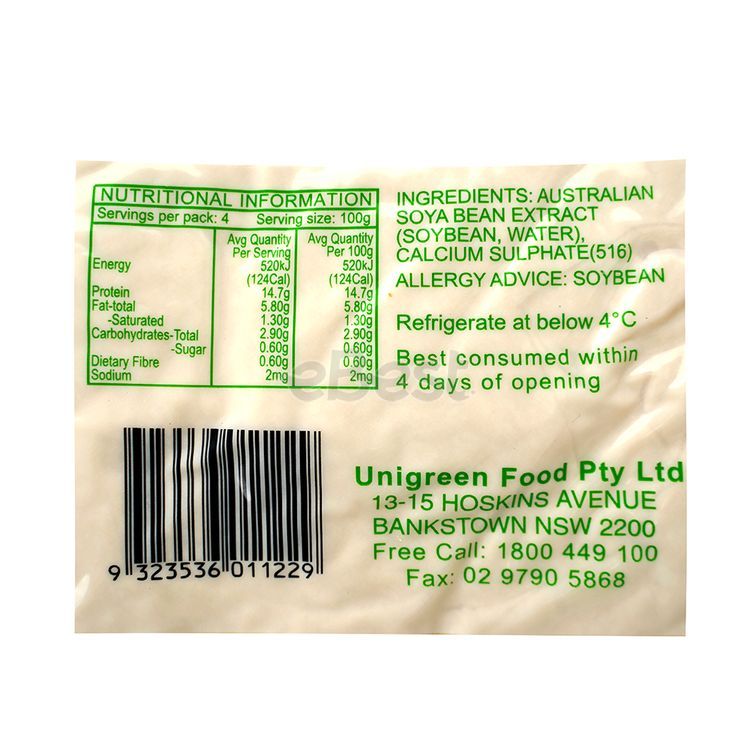 NUTRITIONAL INFORMATION
Servings per pack: 4 Serving size: 100g
Avg Quantity Avg Quantity
Per Serving Per 100g
Energy 520kJ 520kJ
(124Cal) (124Cal)
Protein 14.7g 14.7g
Fat-total 5.80g 5.80g
-Saturated 1.30g 1.30g
Carbohydrates-Total 2.90g 2.90g
-Sugar 0.60g 0.60g
Dietary Fibre 0.60g 0.60g
Sodium 2mg 2mg
INGREDIENTS: AUSTRALIAN
SOYA BEAN EXTRACT
(SOYBEAN, WATER),
CALCIUM SULPHATE(516)
ALLERGY ADVICE: SOYBEAN
Refrigerate at below 4°C
Best consumed within
4 days of opening
eBest
9 323536 011229
Unigreen Food Pty Ltd
13-15 HOSKINS AVENUE
BANKSTOWN NSW 2200
Free Call: 1800 449 100
Fax: 02 9790 5868